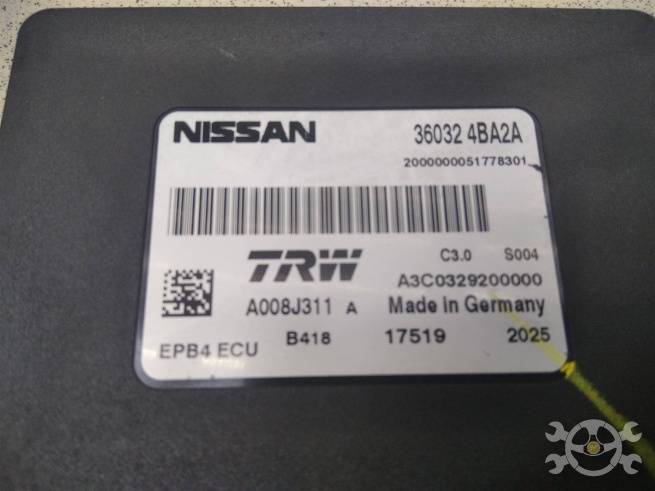 NISSAN 36032 4BA2A
2000000051778301
TRW C3.0 S004
A3C0329200000
A008J311 A Made in Germany
EPB4 ECU B418 17519 2025